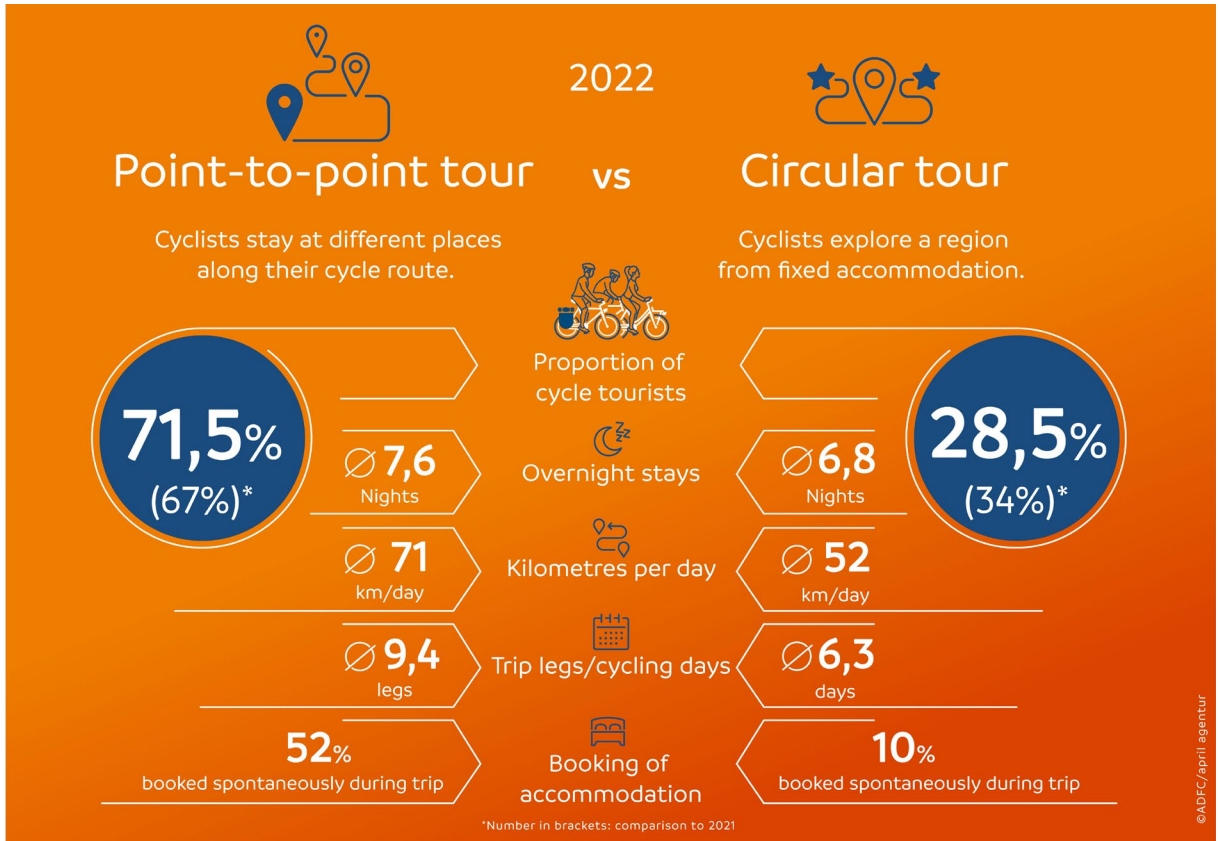 2022
Point-to-point tour
vs
Circular tour
Cyclists stay at different places
along their cycle route.
Cyclists explore a region
from fixed accommodation.
Proportion of
cycle tourists
71,5%
(67%)*
28,5%
(34%)*
Ø 7,6
Nights
Overnight stays
Ø 6,8
Nights
Ø 71
km/day
Kilometres per day
Ø 52
km/day
Ø 9,4
legs
Trip legs/cycling days
Ø 6,3
days
52%
booked spontaneously during trip
Booking of
accommodation
10%
booked spontaneously during trip
*Number in brackets: comparison to 2021
©ADFC/april agentur